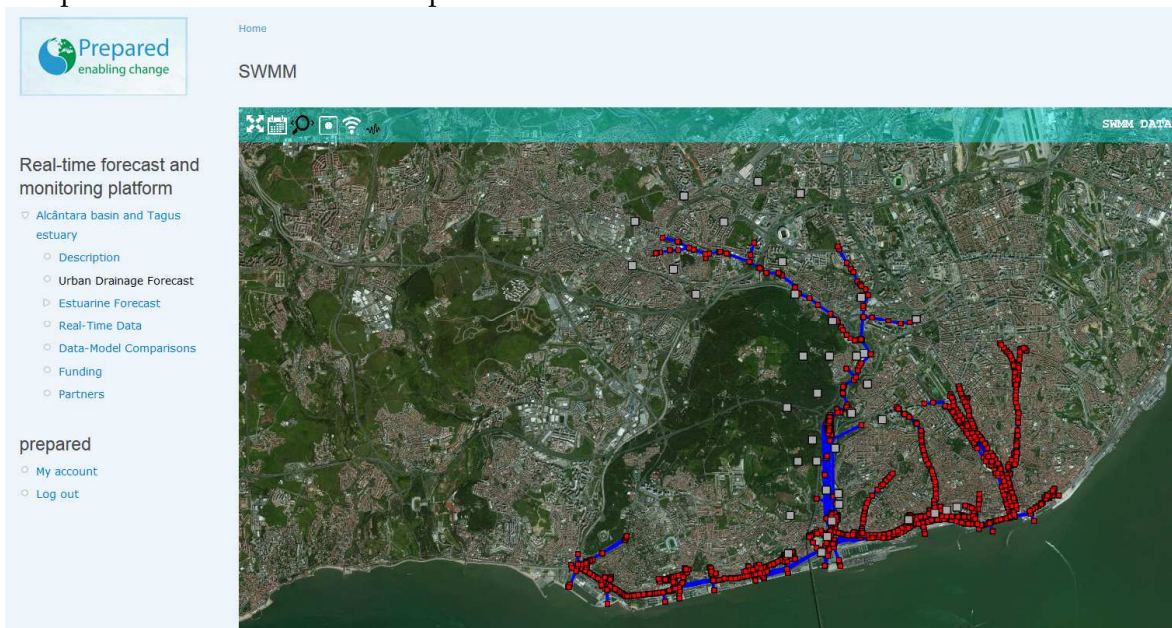 Prepared
enabling change
Home
SWMM
SWMM DATA
Real-time forecast and
monitoring platform
Alcântara basin and Tagus
estuary
Description
Urban Drainage Forecast
Estuarine Forecast
Real-Time Data
Data-Model Comparisons
Funding
Partners
prepared
My account
Log out